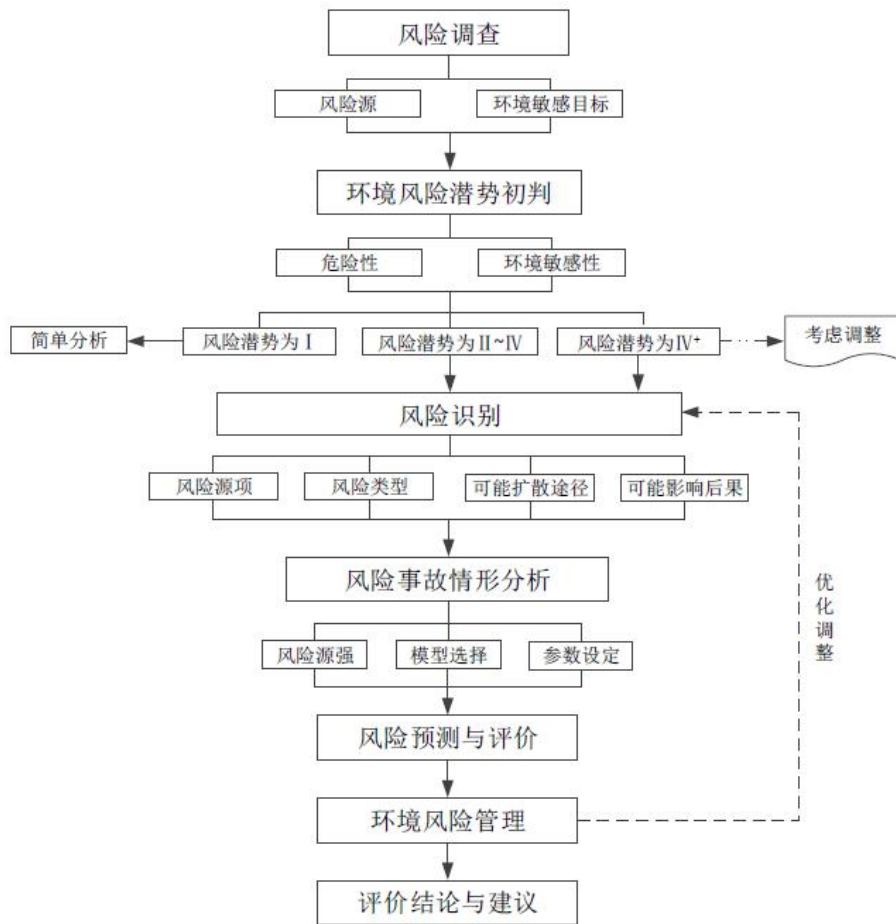 风险调查
风险源
环境敏感目标
环境风险潜势初判
危险性
环境敏感性
简单分析
风险潜势为Ⅰ
风险潜势为II~IV
风险潜势为IV⁺
考虑调整
风险识别
风险源项
风险类型
可能扩散途径
可能影响后果
风险事故情形分析
优化调整
风险源强
模型选择
参数设定
风险预测与评价
环境风险管理
评价结论与建议